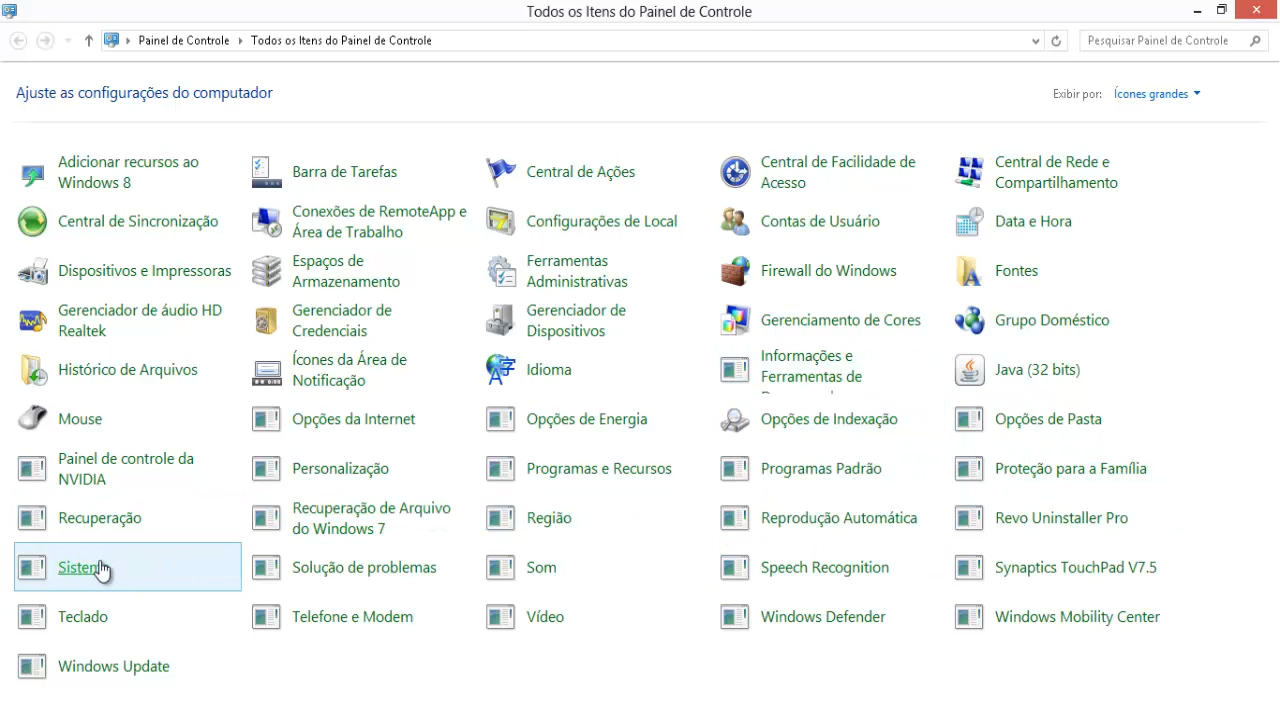 Todos os Itens do Painel de Controle
Painel de Controle
Todos os Itens do Painel de Controle
Pesquisar Painel de Controle
Ajuste as configurações do computador
Exibir por:
Ícones grandes
Adicionar recursos ao
Windows 8
Barra de Tarefas
Central de Ações
Central de Facilidade de
Acesso
Central de Rede e
Compartilhamento
Central de Sincronização
Conexões de RemoteApp e
Área de Trabalho
Configurações de Local
Contas de Usuário
Data e Hora
Dispositivos e Impressoras
Espaços de
Armazenamento
Ferramentas
Administrativas
Firewall do Windows
Fontes
Gerenciador de áudio HD
Realtek
Gerenciador de
Credenciais
Gerenciador de
Dispositivos
Gerenciamento de Cores
Grupo Doméstico
Histórico de Arquivos
Ícones da Área de
Notificação
Idioma
Informações e
Ferramentas de
Java (32 bits)
Mouse
Opções da Internet
Opções de Energia
Opções de Indexação
Opções de Pasta
Painel de controle da
NVIDIA
Personalização
Programas e Recursos
Programas Padrão
Proteção para a Família
Recuperação
Recuperação de Arquivo
do Windows 7
Região
Reprodução Automática
Revo Uninstaller Pro
Sistema
Solução de problemas
Som
Speech Recognition
Synaptics TouchPad V7.5
Teclado
Telefone e Modem
Vídeo
Windows Defender
Windows Mobility Center
Windows Update